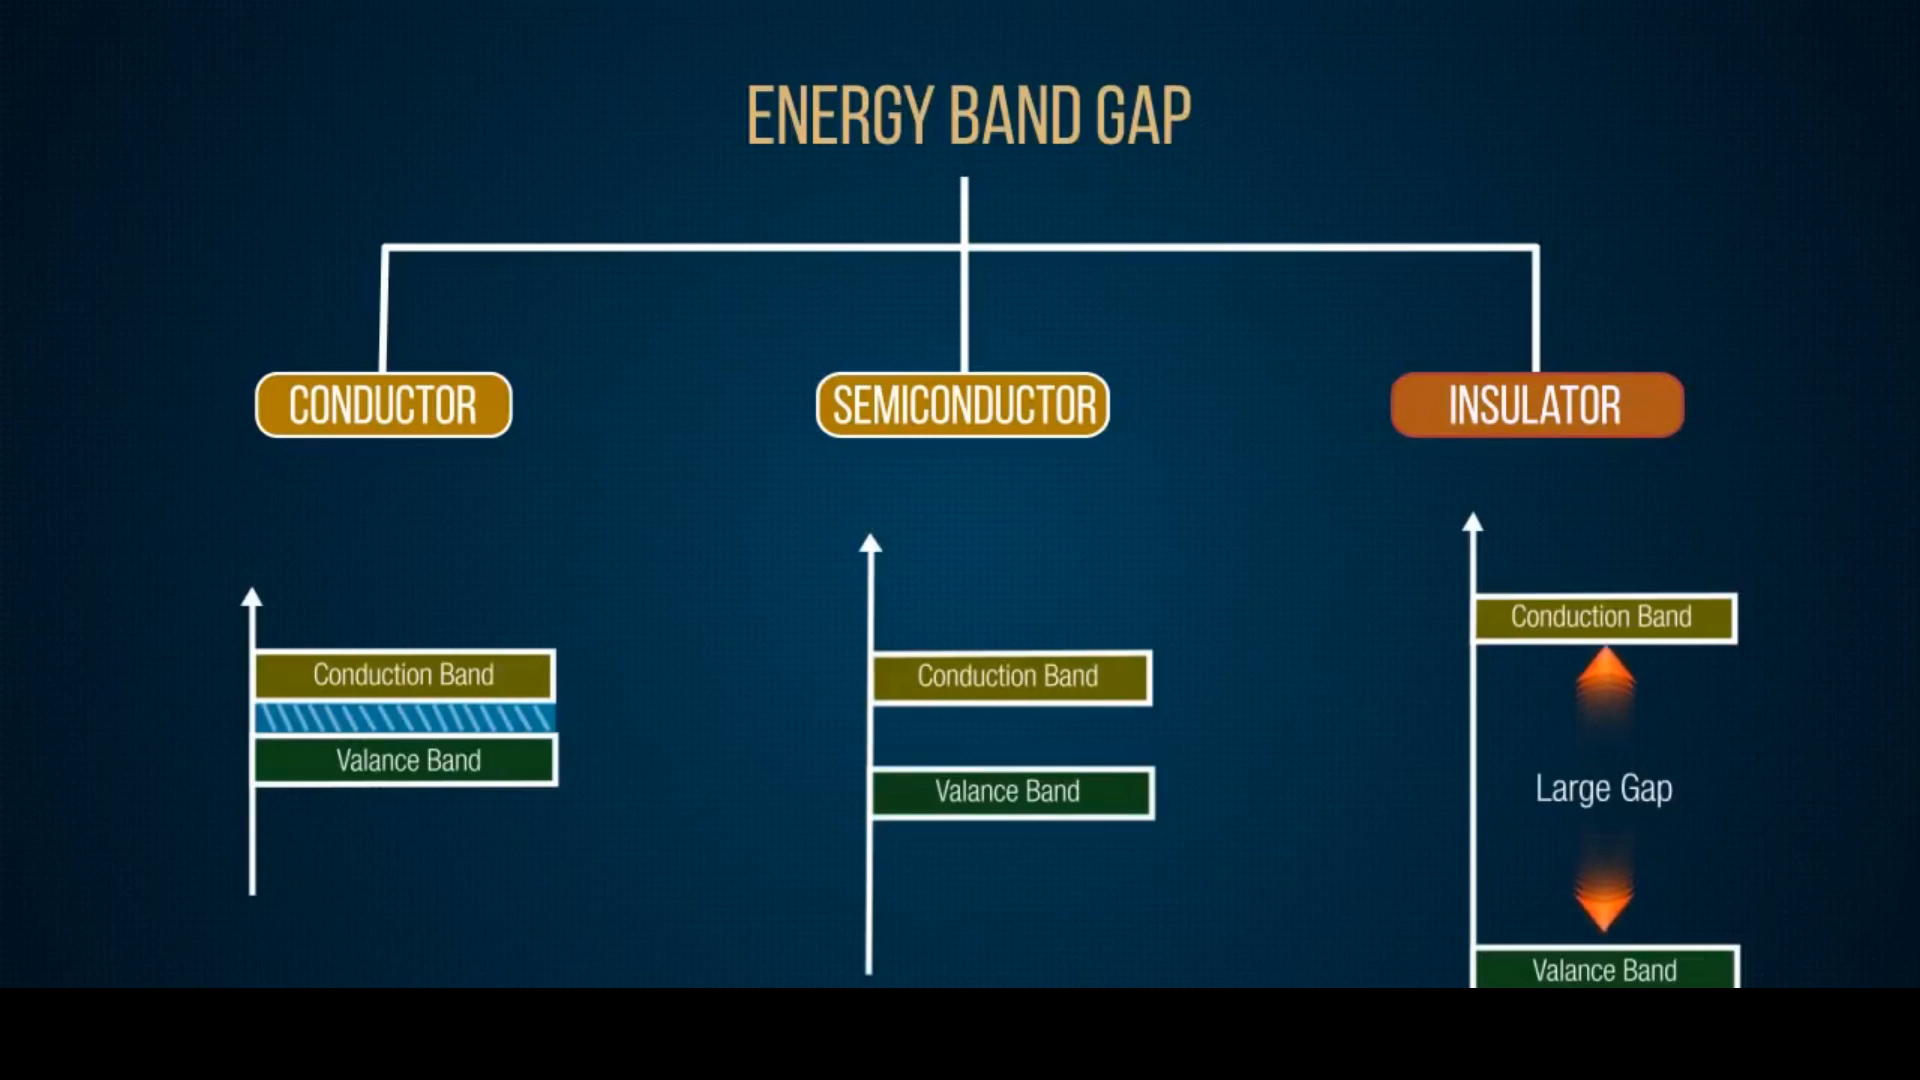 ENERGY BAND GAP
CONDUCTOR
SEMICONDUCTOR
INSULATOR
Conduction Band
Valance Band
Conduction Band
Valance Band
Conduction Band
Large Gap
Valance Band